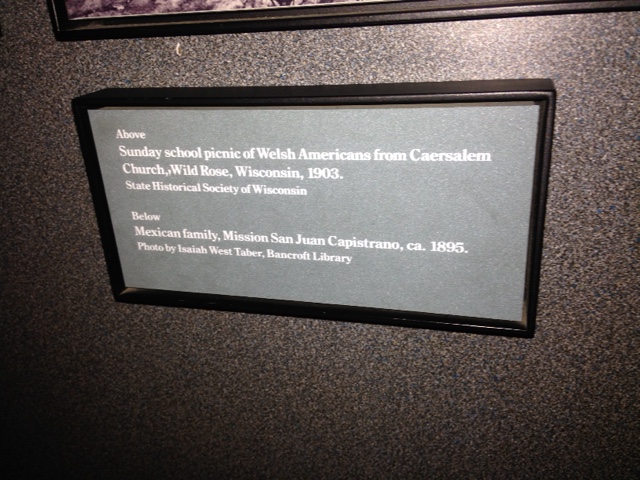 Above
Sunday school picnic of Welsh Americans from Caersalem
Church, Wild Rose, Wisconsin, 1903.
State Historical Society of Wisconsin
Below
Mexican family, Mission San Juan Capistrano, ca. 1895.
Photo by Isaiah West Taber, Bancroft Library